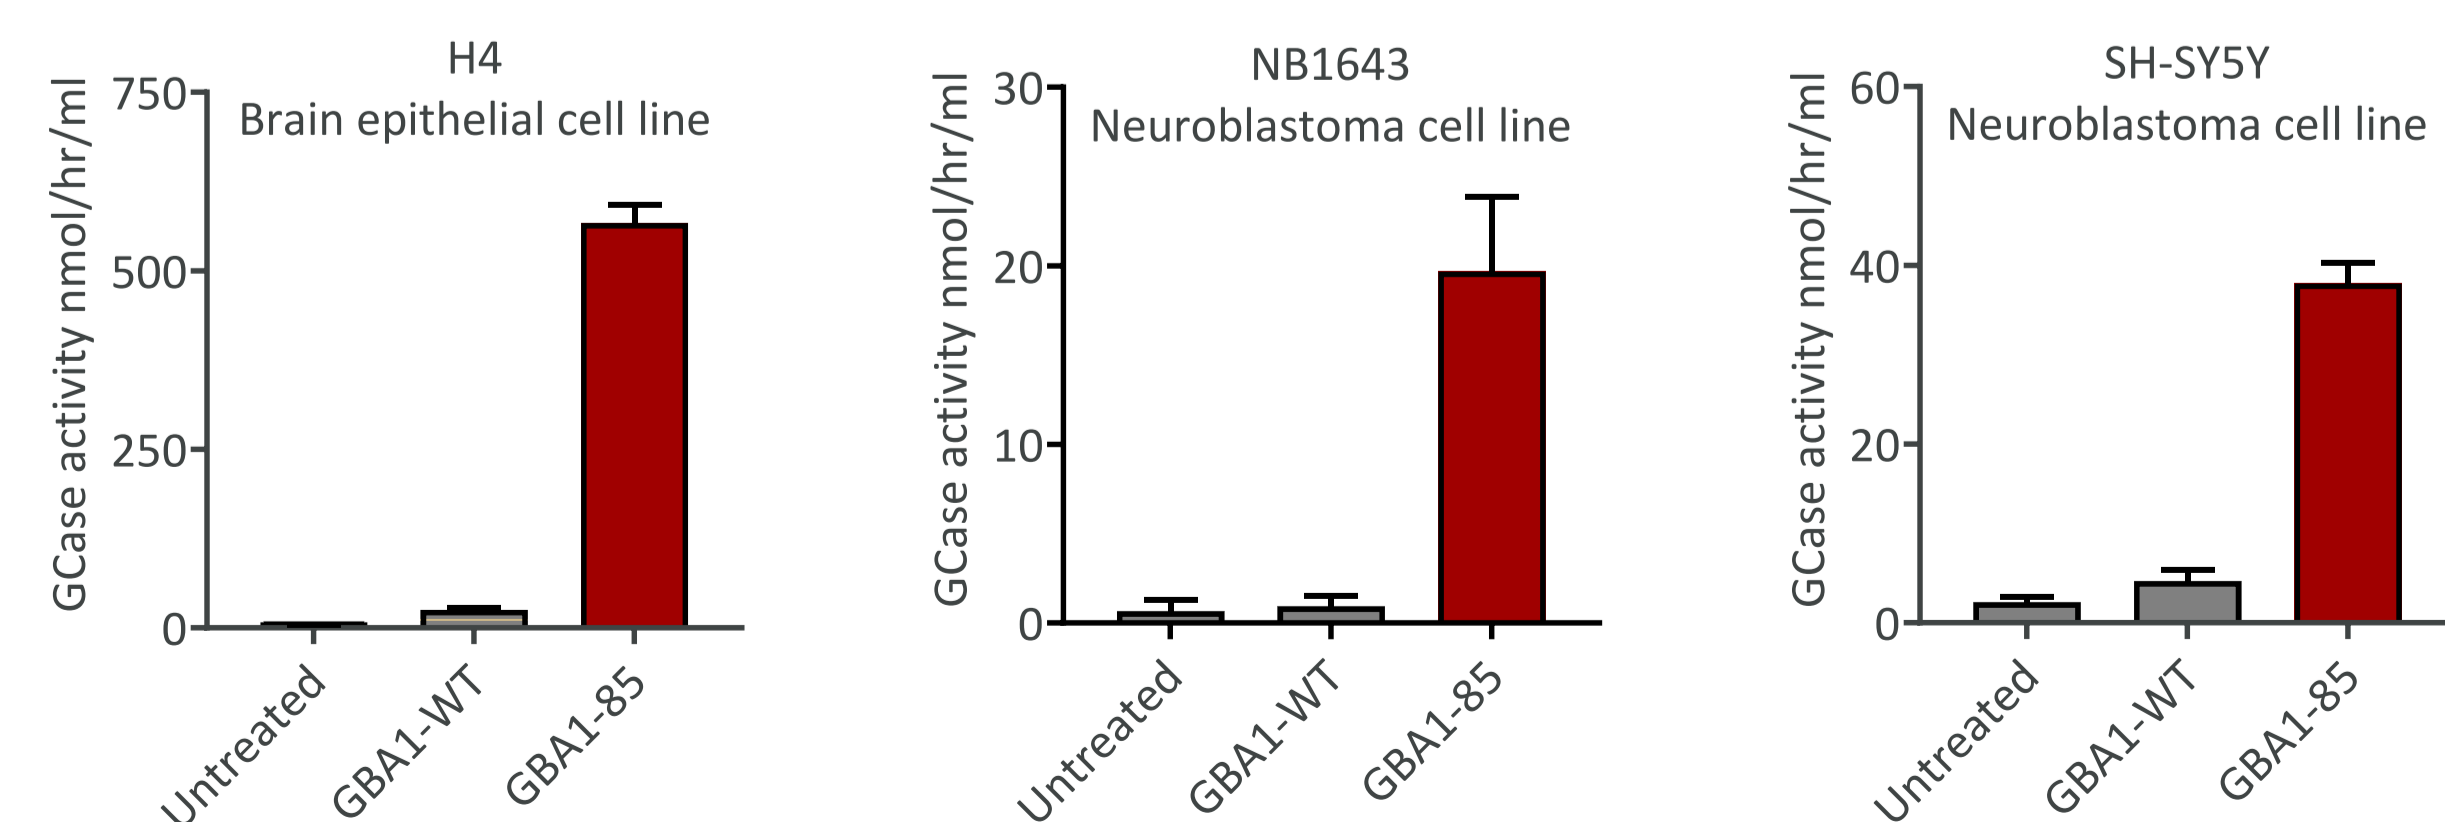 H4
Brain epithelial cell line
GCase activity nmol/hr/ml
750
500
250
0
Untreated
GBA1-WT
GBA1-85
NB1643
Neuroblastoma cell line
GCase activity nmol/hr/ml
30
20
10
0
Untreated
GBA1-WT
GBA1-85
SH-SY5Y
Neuroblastoma cell line
GCase activity nmol/hr/ml
60
40
20
0
Untreated
GBA1-WT
GBA1-85